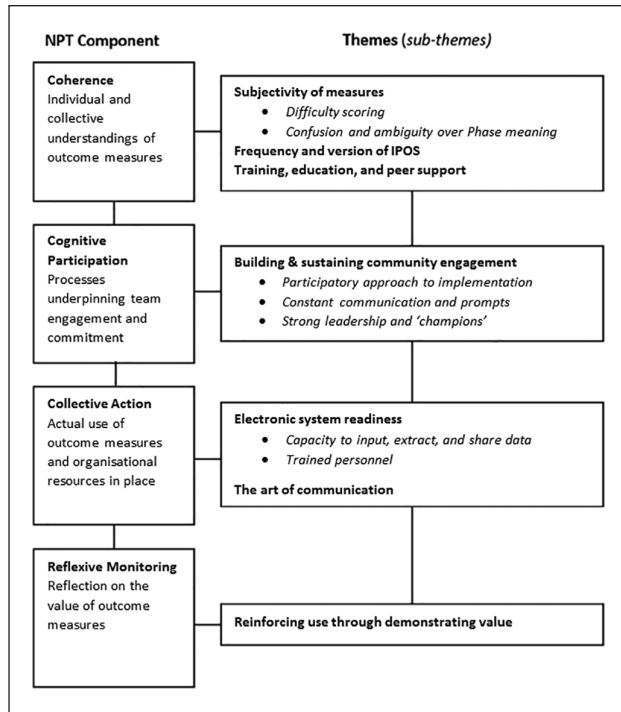 NPT Component
Themes (sub-themes)
Coherence
Individual and
collective
understandings of
outcome measures
Subjectivity of measures
• Difficulty scoring
• Confusion and ambiguity over Phase meaning
Frequency and version of IPOS
Training, education, and peer support
Cognitive
Participation
Processes
underpinning team
engagement and
commitment
Building & sustaining community engagement
• Participatory approach to implementation
• Constant communication and prompts
• Strong leadership and ‘champions’
Collective Action
Actual use of
outcome measures
and organisational
resources in place
Electronic system readiness
• Capacity to input, extract, and share data
• Trained personnel
The art of communication
Reflexive Monitoring
Reflection on the
value of outcome
measures
Reinforcing use through demonstrating value